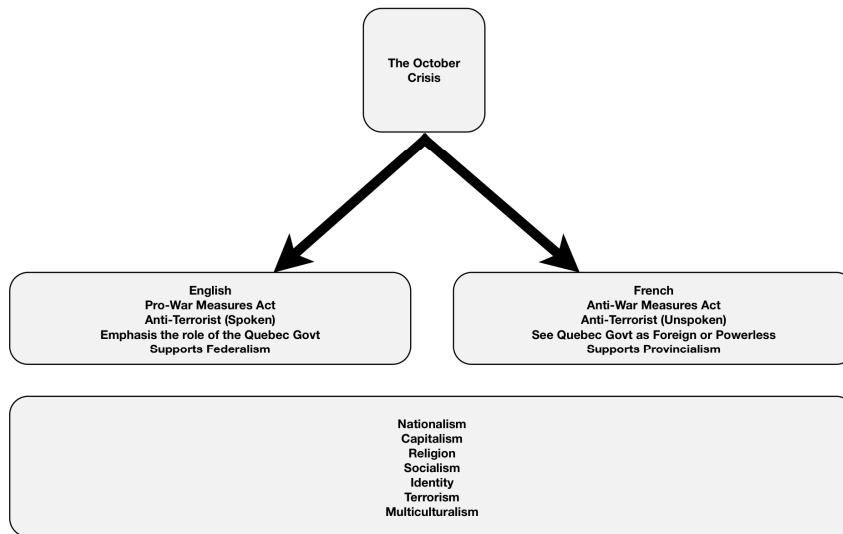 The October
Crisis
English
Pro-War Measures Act
Anti-Terrorist (Spoken)
Emphasis the role of the Quebec Govt
Supports Federalism
French
Anti-War Measures Act
Anti-Terrorist (Unspoken)
See Quebec Govt as Foreign or Powerless
Supports Provincialism
Nationalism
Capitalism
Religion
Socialism
Identity
Terrorism
Multiculturalism